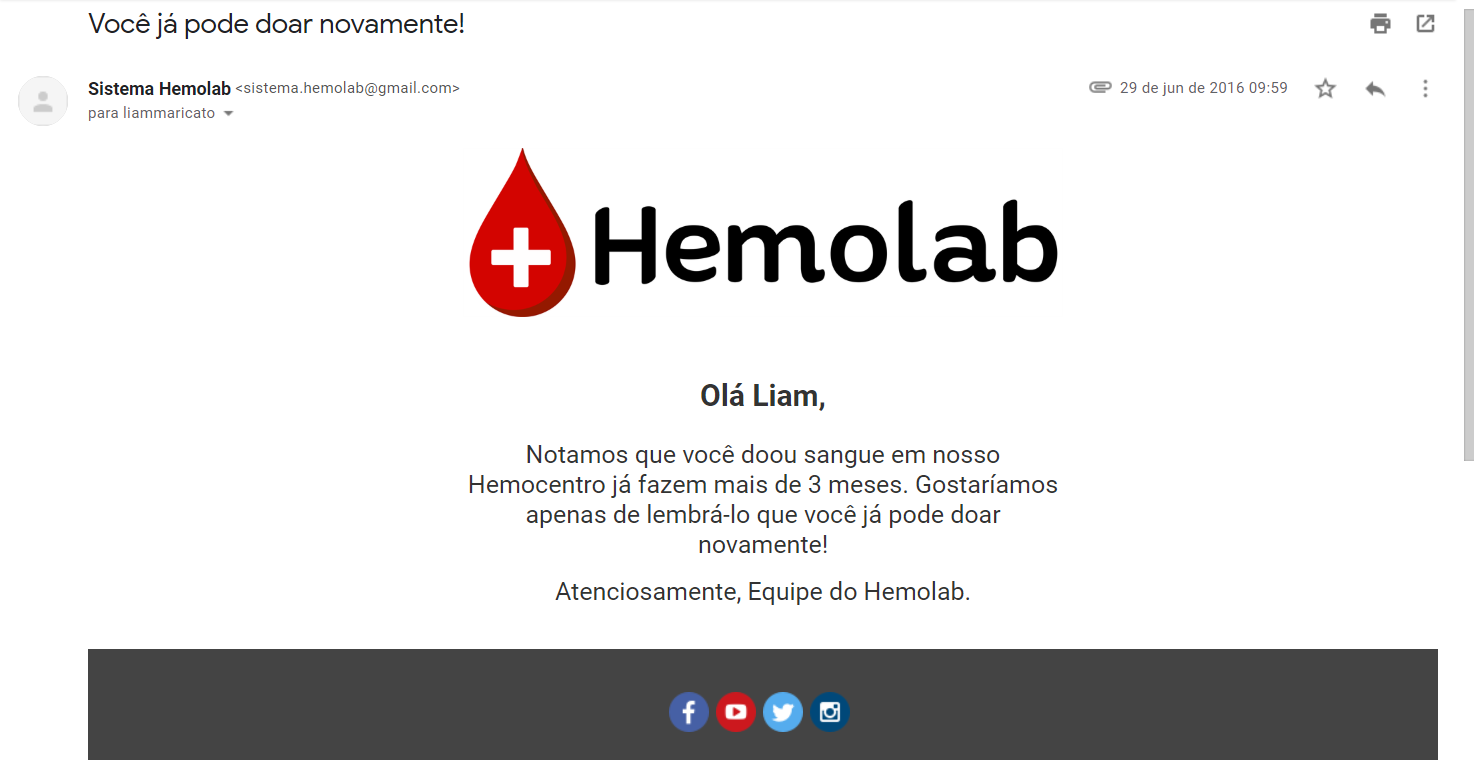 Você já pode doar novamente!
Sistema Hemolab <sistema.hemolab@gmail.com>
29 de jun de 2016 09:59
para liammaricato
Hemolab
Olá Liam,
Notamos que você doou sangue em nosso
Hemocentro já fazem mais de 3 meses. Gostaríamos
apenas de lembrá-lo que você já pode doar
novamente!
Atenciosamente, Equipe do Hemolab.